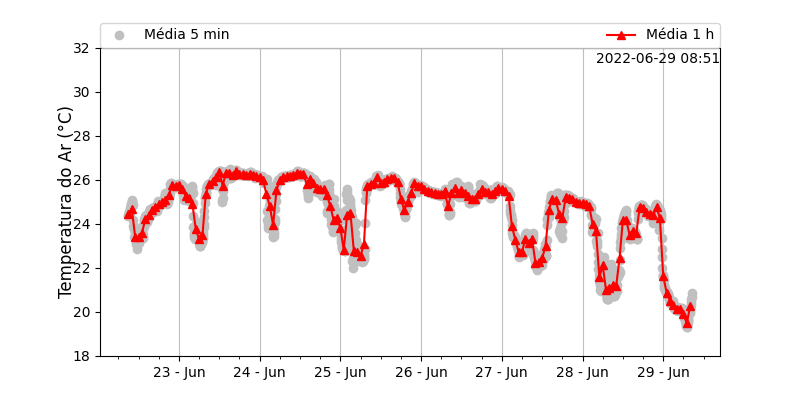 Média 5 min
Média 1 h
2022-06-29 08:51
Temperatura do Ar (°C)
32
30
28
26
24
22
20
18
23 - Jun
24 - Jun
25 - Jun
26 - Jun
27 - Jun
28 - Jun
29 - Jun